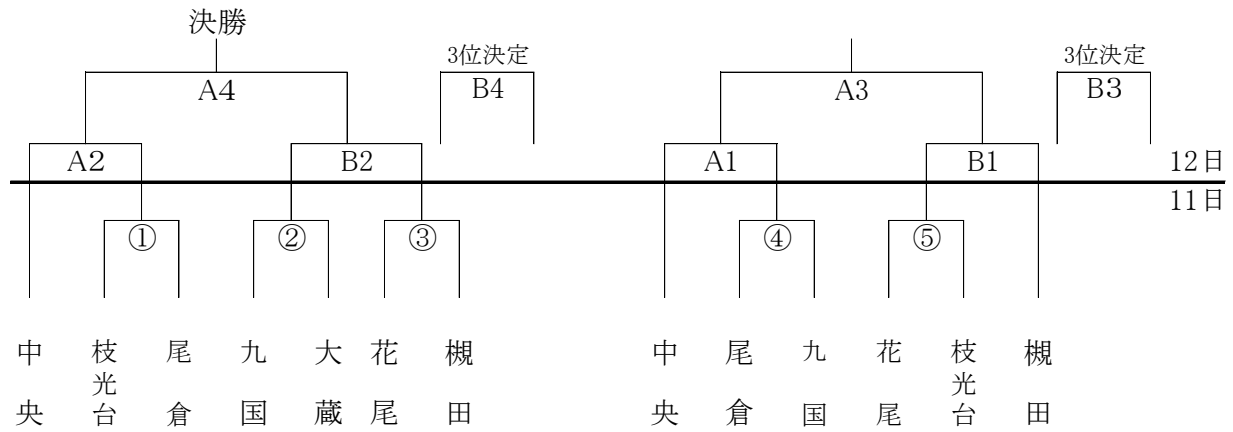 決勝
3位決定 3位決定
A4 B4 A3 B3
A2 B2 A1 B1 12日
11日
① ② ③ ④ ⑤
中央 枝光台 尾倉 九国 大蔵 花尾 槻田 中央 尾倉 九国 花尾 枝光台 槻田